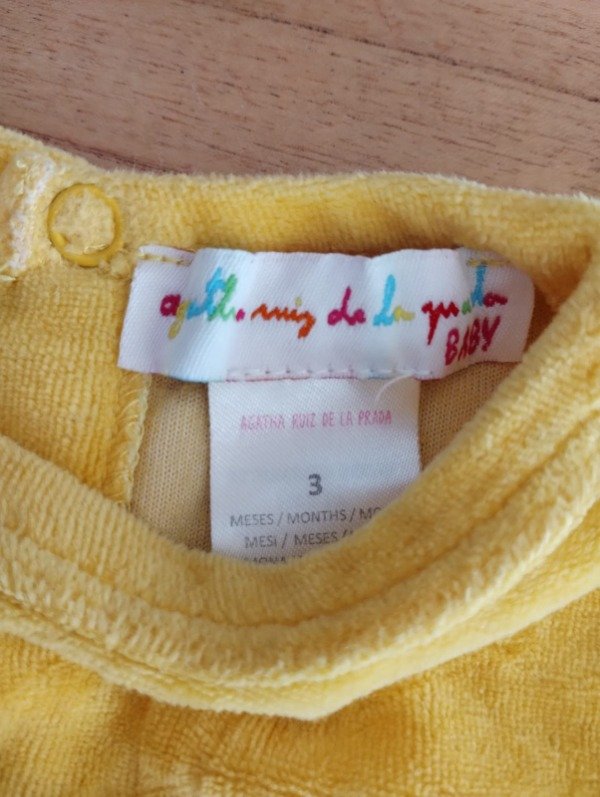 agatha ruiz de la prada
BABY
AGATHA RUIZ DE LA PRADA
3
MESES / MONTHS /
MESI / MESES /